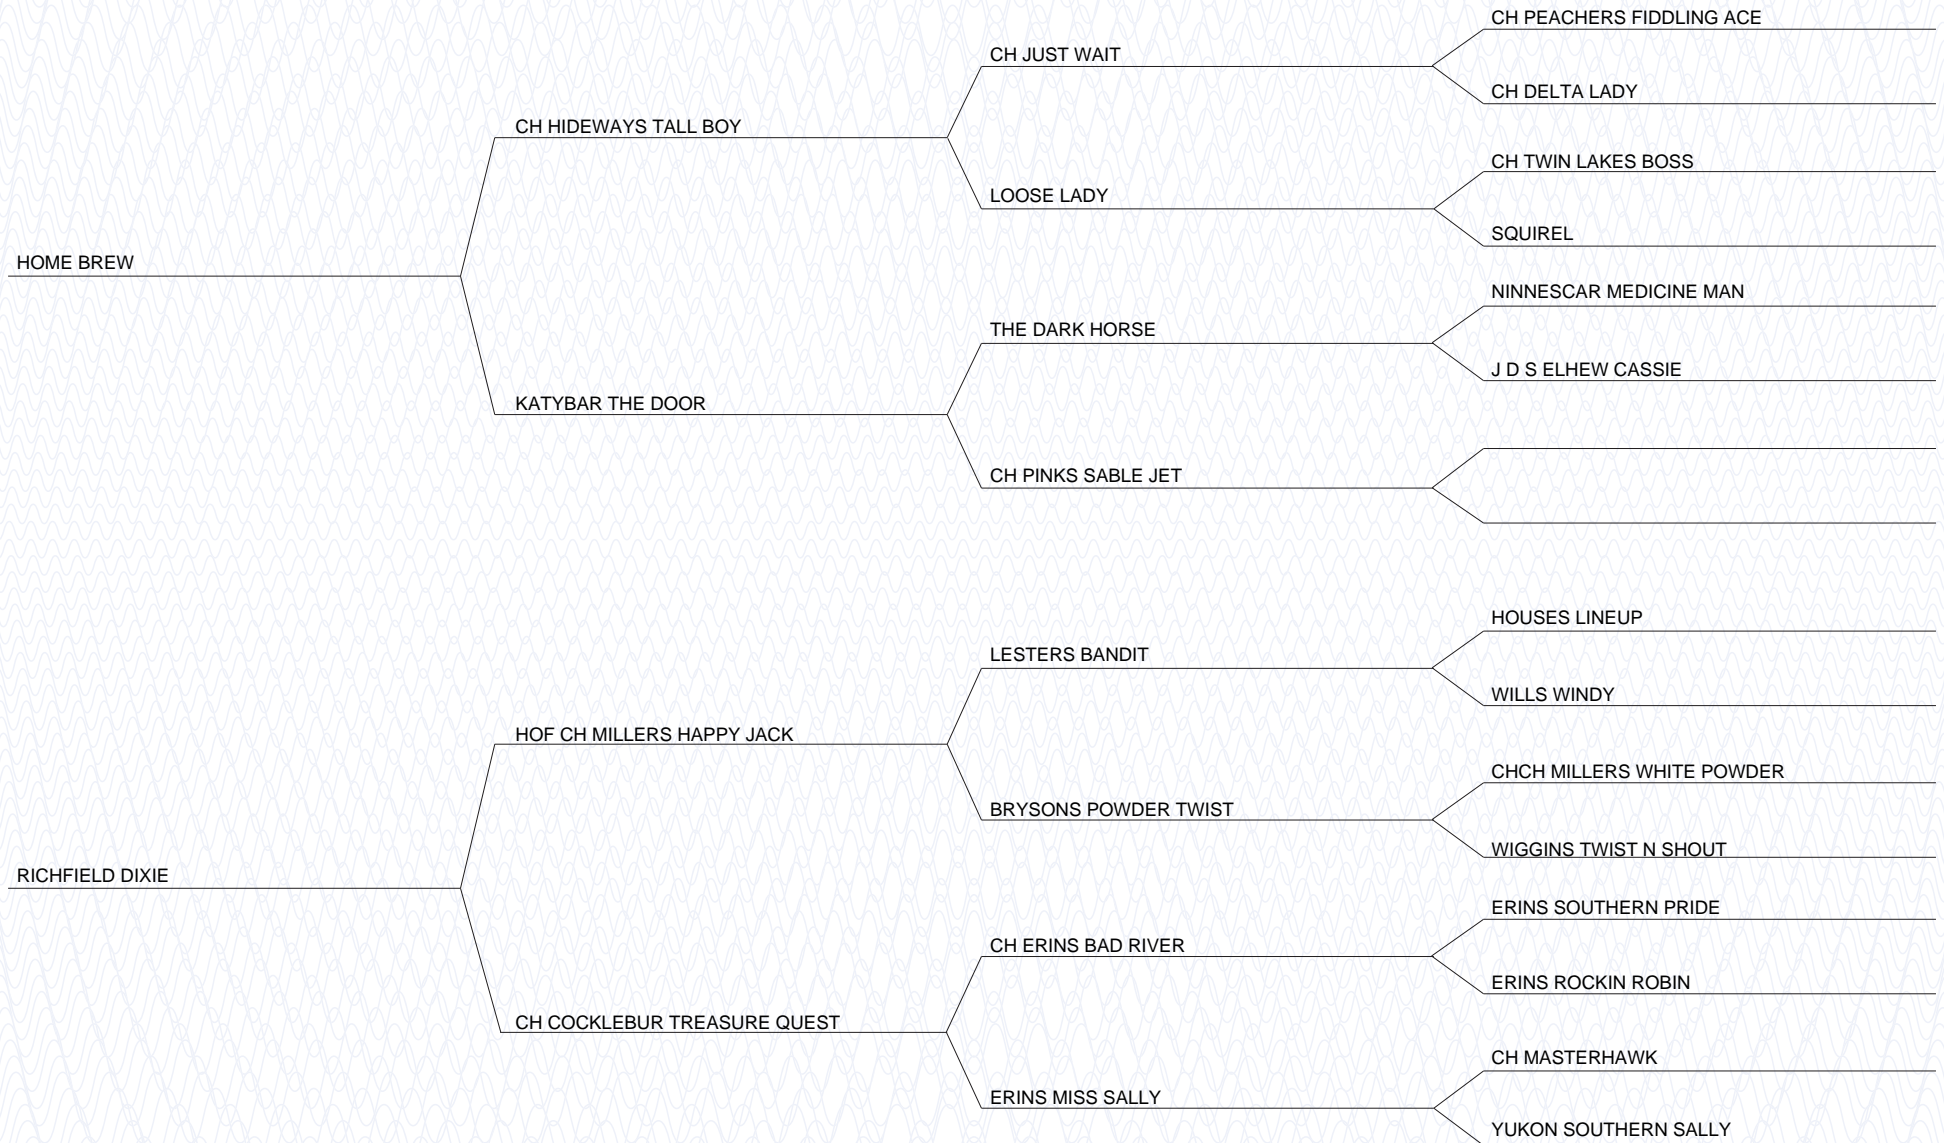 CH PEACHERS FIDDLING ACE
CH JUST WAIT
CH DELTA LADY
CH HIDEWAYS TALL BOY
CH TWIN LAKES BOSS
LOOSE LADY
SQUIREL
HOME BREW
NINNESCAR MEDICINE MAN
THE DARK HORSE
J D S ELHEW CASSIE
KATYBAR THE DOOR
CH PINKS SABLE JET
HOUSES LINEUP
LESTERS BANDIT
WILLS WINDY
HOF CH MILLERS HAPPY JACK
CHCH MILLERS WHITE POWDER
BRYSONS POWDER TWIST
WIGGINS TWIST N SHOUT
RICHFIELD DIXIE
ERINS SOUTHERN PRIDE
CH ERINS BAD RIVER
ERINS ROCKIN ROBIN
CH COCKLEBUR TREASURE QUEST
CH MASTERHAWK
ERINS MISS SALLY
YUKON SOUTHERN SALLY